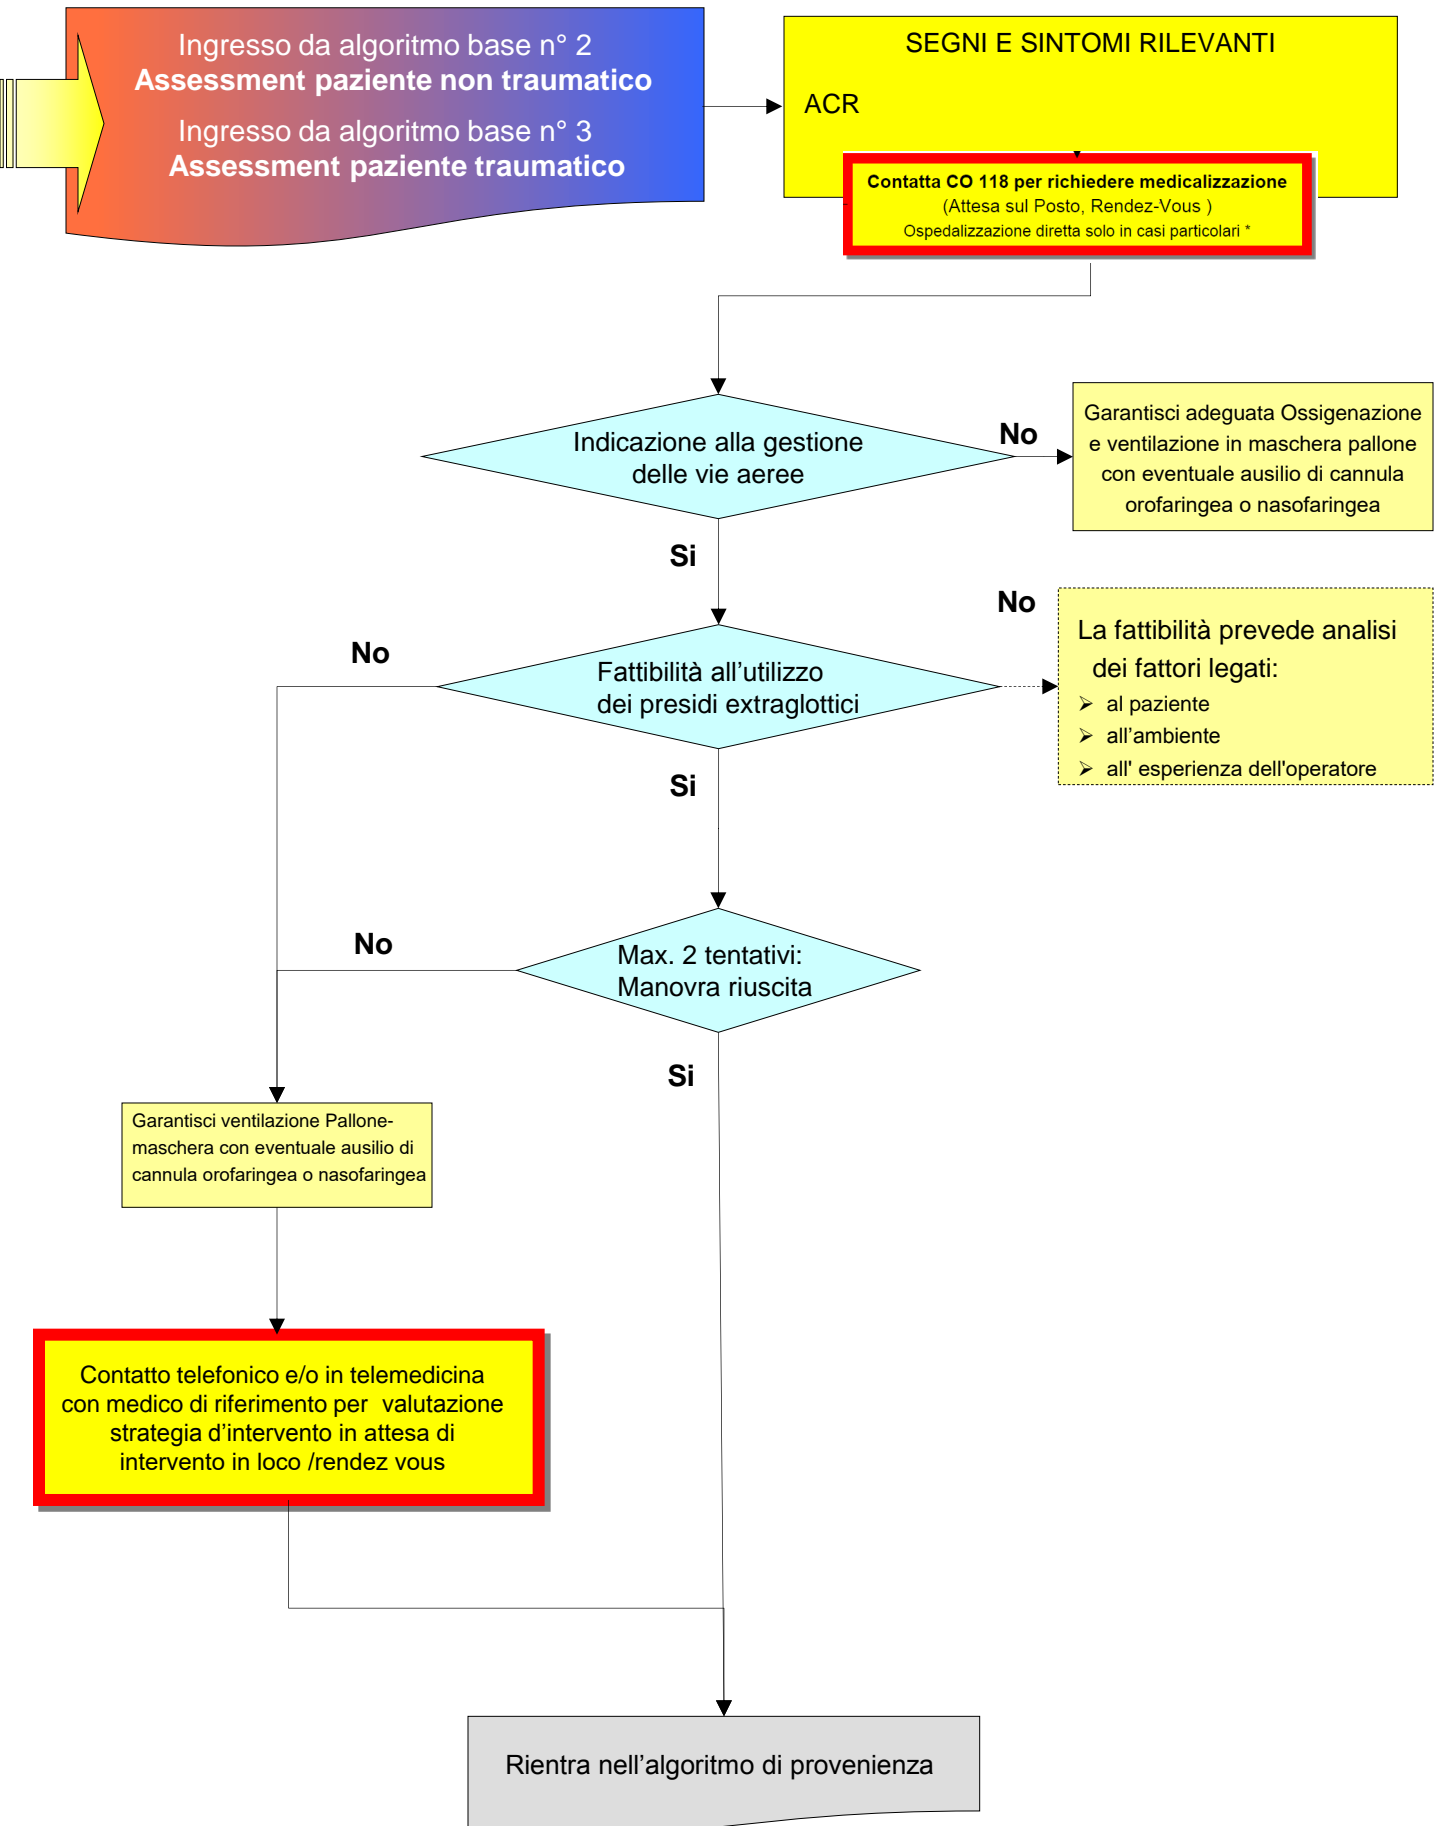 Ingresso da algoritmo base n° 2
Assessment paziente non traumatico
Ingresso da algoritmo base n° 3
Assessment paziente traumatico
SEGNI E SINTOMI RILEVANTI
ACR
Contatta CO 118 per richiedere medicalizzazione
(Attesa sul Posto, Rendez-Vous )
Ospedalizzazione diretta solo in casi particolari *
Indicazione alla gestione
delle vie aeree
No
Garantisci adeguata Ossigenazione
e ventilazione in maschera pallone
con eventuale ausilio di cannula
orofaringea o nasofaringea
Si
No
Fattibilità all’utilizzo
dei presidi extraglottici
No
La fattibilità prevede analisi
dei fattori legati:
➢ al paziente
➢ all’ambiente
➢ all' esperienza dell'operatore
Si
No
Max. 2 tentativi:
Manovra riuscita
Si
Garantisci ventilazione Pallone-
maschera con eventuale ausilio di
cannula orofaringea o nasofaringea
Contatto telefonico e/o in telemedicina
con medico di riferimento per valutazione
strategia d’intervento in attesa di
intervento in loco /rendez vous
Rientra nell’algoritmo di provenienza